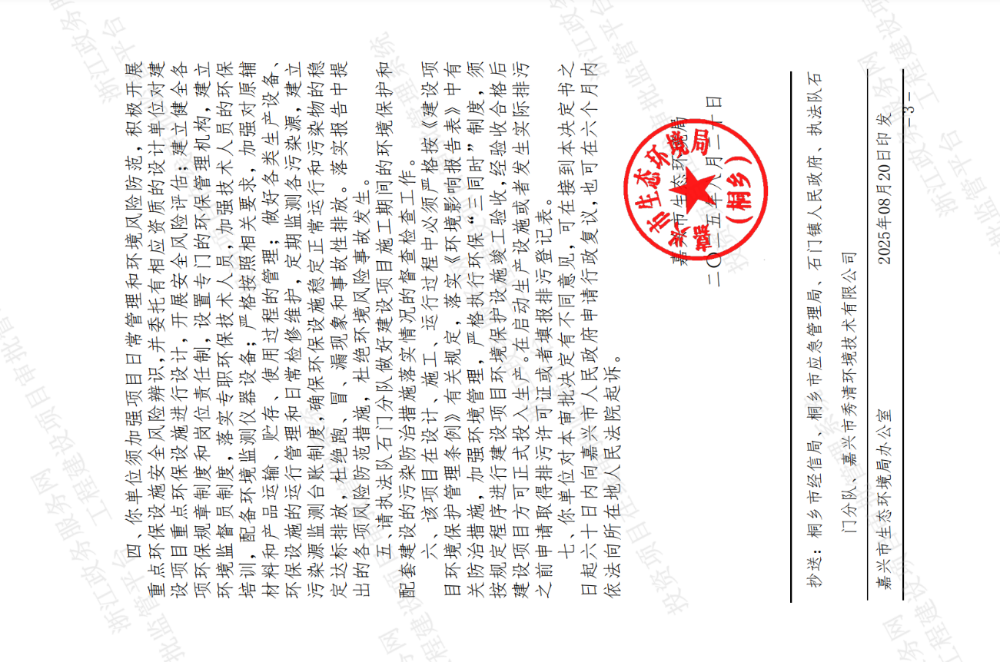 四、你单位须加强项目日常管理和环境风险防范，积极开展
重点环保设施安全风险辨识，并委托有相应资质的设计单位对建
设项目重点环保设施进行设计，开展安全风险评估；建立健全各
项环保规章制度和岗位责任制，设置专门的环保管理机构，建立
环境监督员制度，落实专职环保技术人员，加强技术人员的环保
培训，配备环境监测仪器设备；严格按照相关要求，加强对原辅
材料和产品运输、贮存、使用过程的管理；做好各类生产设备、
环保设施的运行管理和日常检修维护，定期监测各污染源，建立
污染源监测台账制度，确保环保设施稳定正常运行和污染物的稳
定达标排放，杜绝跑、冒、漏现象和事故性排放。落实报告中提
出的各项风险防范措施，杜绝环境风险事故发生。
五、请执法队石门分队做好建设项目施工期间的环境保护和
配套建设的污染防治措施落实情况的督查检查工作。
六、该项目在设计、施工、运行过程中必须严格按《建设项
目环境保护管理条例》有关规定，落实《环境影响报告表》中有
关防治措施，加强环境管理，严格执行环保“三同时”制度，须
按规定程序进行建设项目环境保护设施竣工验收，经验收合格后
建设项目方可正式投入生产。在启动生产设施或者发生实际排污
之前申请取得排污许可证或者填报排污登记表。
七、你单位对本审批决定有不同意见，可在接到本决定书之
日起六十日内向嘉兴市人民政府申请行政复议，也可在六个月内
依法向所在地人民法院起诉。
嘉兴市生态环境局
二〇二五年八月二十日
嘉兴市生态环境局
（桐乡）
抄送：桐乡市经信局、桐乡市应急管理局、石门镇人民政府、执法队石
门分队、嘉兴市秀清环境技术有限公司
嘉兴市生态环境局办公室 2025年08月20日印发
-3-